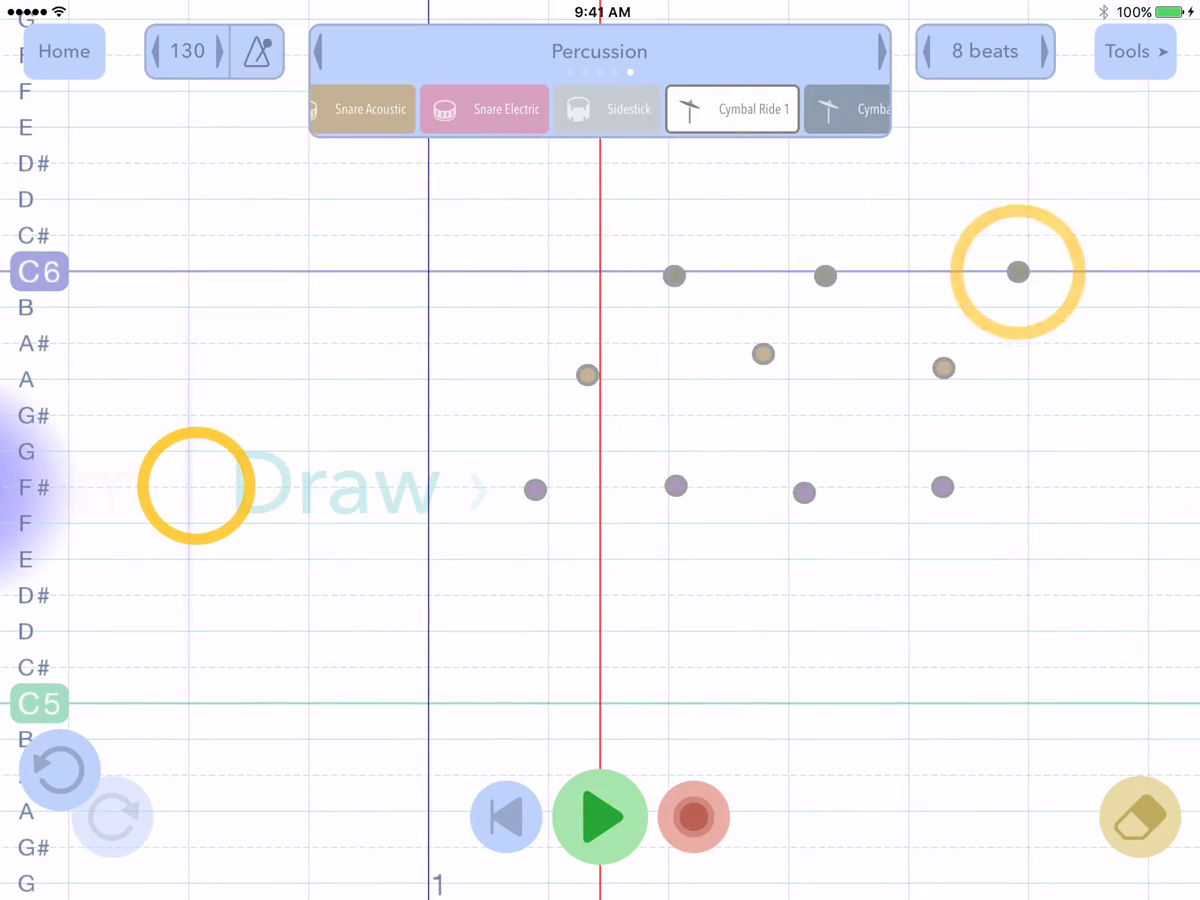 9:41 AM
100%
Home
130
Percussion
8 beats
Tools
Snare Acoustic
Snare Electric
Sidestick
Cymbal Ride 1
F
E
D#
D
C#
C6
B
A#
A
G#
G
F#
Draw
F
E
D#
D
C#
C5
B
A
G#
G
1